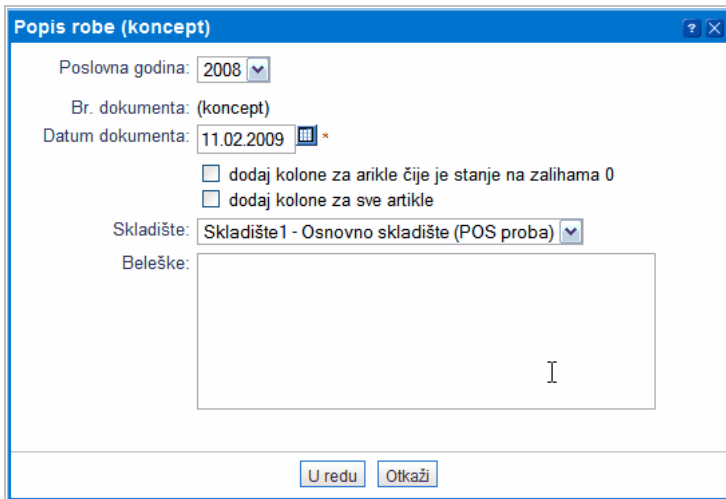 Popis robe (koncept)
Poslovna godina: 2008
Br. dokumenta: (koncept)
Datum dokumenta: 11.02.2009 *
dodaj kolone za arikle čije je stanje na zalihama 0
dodaj kolone za sve artikle
Skladište: Skladište1 - Osnovno skladište (POS proba)
Beleške:
U redu Otkaži